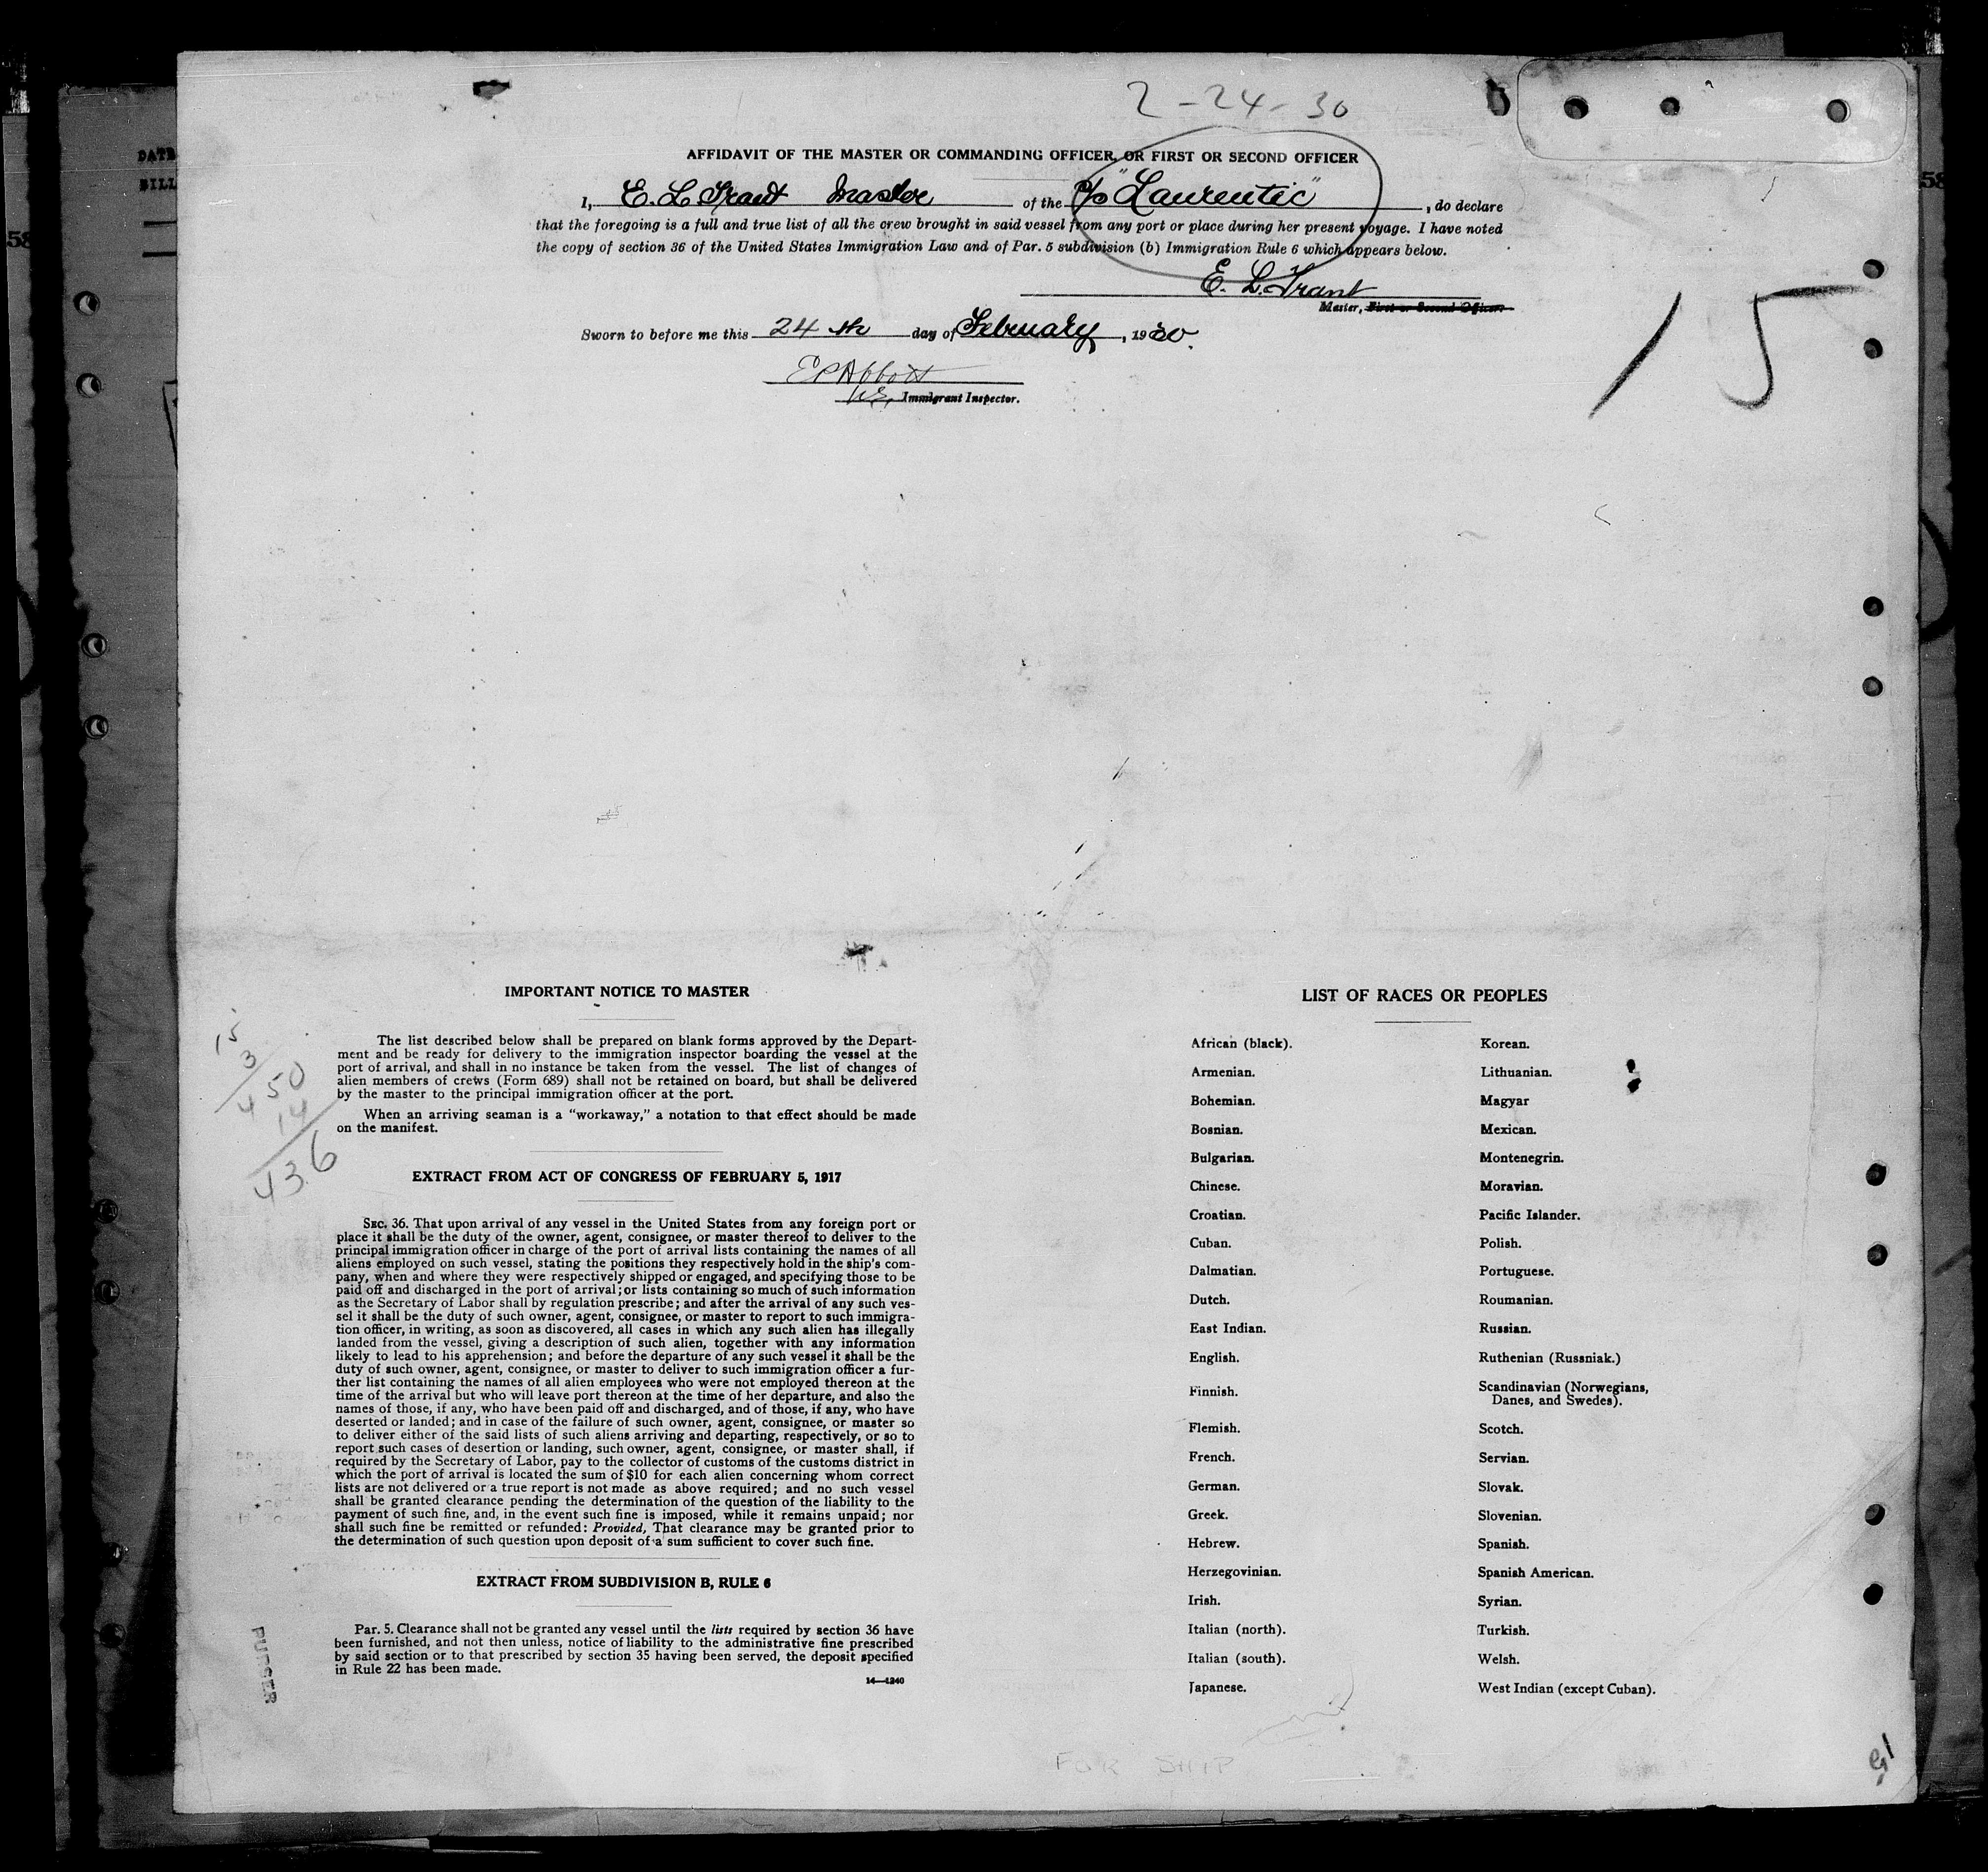 2-24-30
AFFIDAVIT OF THE MASTER OR COMMANDING OFFICER, OR FIRST OR SECOND OFFICER
I, E. L. Trant Master of the S/S "Laurentic", do declare
that the foregoing is a full and true list of all the crew brought in said vessel from any port or place during her present voyage. I have noted
the copy of section 36 of the United States Immigration Law and of Par. 5 subdivision (b) Immigration Rule 6 which appears below.
E. L. Trant
Master, First or Second Officer.
Sworn to before me this 24 th day of February, 1930.
E P Abbott
Immigrant Inspector.
15
DATE
BILL
58
58
IMPORTANT NOTICE TO MASTER
The list described below shall be prepared on blank forms approved by the Depart-
ment and be ready for delivery to the immigration inspector boarding the vessel at the
port of arrival, and shall in no instance be taken from the vessel. The list of changes of
alien members of crews (Form 689) shall not be retained on board, but shall be delivered
by the master to the principal immigration officer at the port.
When an arriving seaman is a "workaway," a notation to that effect should be made
on the manifest.
15
3
450
14
436
EXTRACT FROM ACT OF CONGRESS OF FEBRUARY 5, 1917
SEC. 36. That upon arrival of any vessel in the United States from any foreign port or
place it shall be the duty of the owner, agent, consignee, or master thereof to deliver to the
principal immigration officer in charge of the port of arrival lists containing the names of all
aliens employed on such vessel, stating the positions they respectively hold in the ship's com-
pany, when and where they were respectively shipped or engaged, and specifying those to be
paid off and discharged in the port of arrival; or lists containing so much of such information
as the Secretary of Labor shall by regulation prescribe; and after the arrival of any such ves-
sel it shall be the duty of such owner, agent, consignee, or master to report to such immigra-
tion officer, in writing, as soon as discovered, all cases in which any such alien has illegally
landed from the vessel, giving a description of such alien, together with any information
likely to lead to his apprehension; and before the departure of any such vessel it shall be the
duty of such owner, agent, consignee, or master to deliver to such immigration officer a fur-
ther list containing the names of all alien employees who were not employed thereon at the
time of the arrival but who will leave port thereon at the time of her departure, and also the
names of those, if any, who have been paid off and discharged, and of those, if any, who have
deserted or landed; and in case of the failure of such owner, agent, consignee, or master so
to deliver either of the said lists of such aliens arriving and departing, respectively, or so to
report such cases of desertion or landing, such owner, agent, consignee, or master shall, if
required by the Secretary of Labor, pay to the collector of customs of the customs district in
which the port of arrival is located the sum of $10 for each alien concerning whom correct
lists are not delivered or a true report is not made as above required; and no such vessel
shall be granted clearance pending the determination of the question of the liability to the
payment of such fine, and, in the event such fine is imposed, while it remains unpaid; nor
shall such fine be remitted or refunded: Provided, That clearance may be granted prior to
the determination of such question upon deposit of a sum sufficient to cover such fine.
EXTRACT FROM SUBDIVISION B, RULE 6
Par. 5. Clearance shall not be granted any vessel until the lists required by section 36 have
been furnished, and not then unless, notice of liability to the administrative fine prescribed
by said section or to that prescribed by section 35 having been served, the deposit specified
in Rule 22 has been made.
14—1240
PURSER
LIST OF RACES OR PEOPLES
African (black).
Armenian.
Bohemian.
Bosnian.
Bulgarian.
Chinese.
Croatian.
Cuban.
Dalmatian.
Dutch.
East Indian.
English.
Finnish.
Flemish.
French.
German.
Greek.
Hebrew.
Herzegovinian.
Irish.
Italian (north).
Italian (south).
Japanese.
Korean.
Lithuanian.
Magyar
Mexican.
Montenegrin.
Moravian.
Pacific Islander.
Polish.
Portuguese.
Roumanian.
Russian.
Ruthenian (Russniak.)
Scandinavian (Norwegians,
Danes, and Swedes).
Scotch.
Servian.
Slovak.
Slovenian.
Spanish.
Spanish American.
Syrian.
Turkish.
Welsh.
West Indian (except Cuban).
FOR SHIP